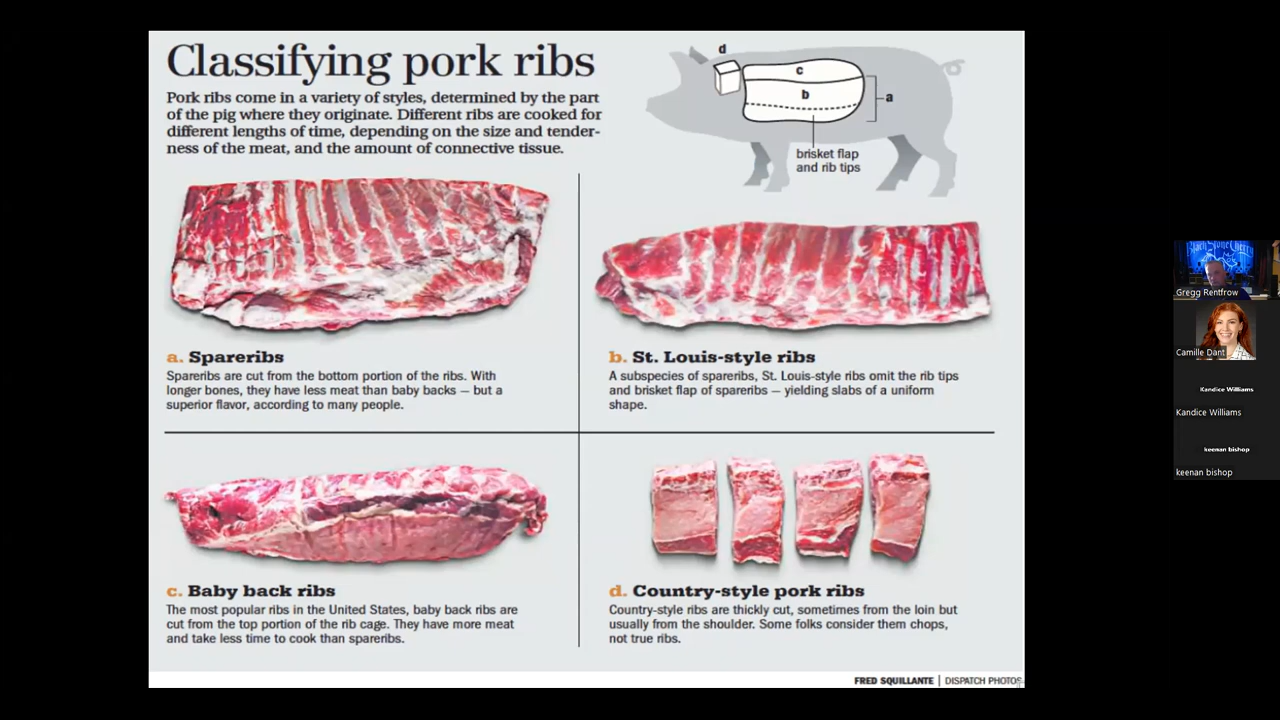 Classifying pork ribs
Pork ribs come in a variety of styles, determined by the part
of the pig where they originate. Different ribs are cooked for
different lengths of time, depending on the size and tender-
ness of the meat, and the amount of connective tissue.
d
c
b
a
brisket flap
and rib tips
a. Spareribs
Spareribs are cut from the bottom portion of the ribs. With
longer bones, they have less meat than baby backs — but a
superior flavor, according to many people.
b. St. Louis-style ribs
A subspecies of spareribs, St. Louis-style ribs omit the rib tips
and brisket flap of spareribs — yielding slabs of a uniform
shape.
c. Baby back ribs
The most popular ribs in the United States, baby back ribs are
cut from the top portion of the rib cage. They have more meat
and take less time to cook than spareribs.
d. Country-style pork ribs
Country-style ribs are thickly cut, sometimes from the loin but
usually from the shoulder. Some folks consider them chops,
not true ribs.
FRED SQUILLANTE | DISPATCH PHOTOS
Black Stone Cherry
Gregg Rentfrow
Camille Dant
Kandice Williams
Kandice Williams
keenan bishop
keenan bishop